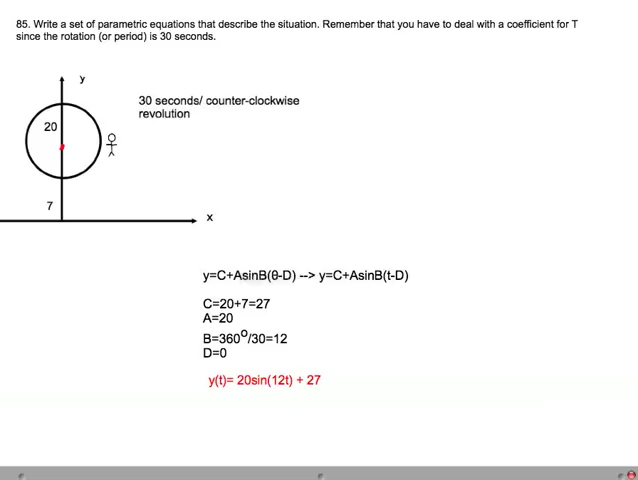 85. Write a set of parametric equations that describe the situation. Remember that you have to deal with a coefficient for T
since the rotation (or period) is 30 seconds.
y
30 seconds/ counter-clockwise
revolution
20
7
x
y=C+AsinB(θ-D) --> y=C+AsinB(t-D)
C=20+7=27
A=20
B=360⁰/30=12
D=0
y(t)= 20sin(12t) + 27